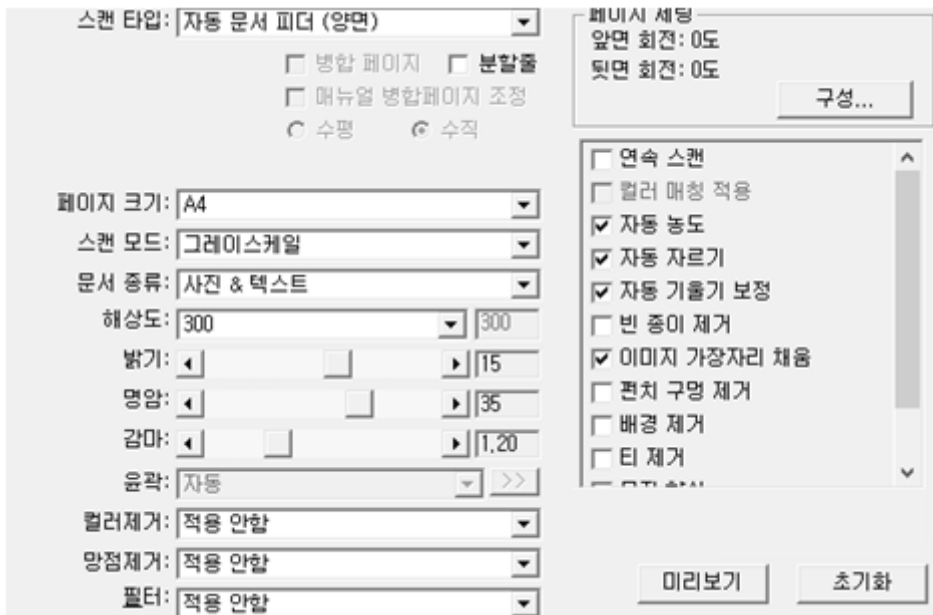 스캔 타입: 자동 문서 피더 (양면)
병합 페이지 분할줄
매뉴얼 병합페이지 조정
수평 수직
페이지 크기: A4
스캔 모드: 그레이스케일
문서 종류: 사진 & 텍스트
해상도: 300 300
밝기: 15
명암: 35
감마: 1,20
윤곽: 자동 >>
컬러제거: 적용 안함
망점제거: 적용 안함
필터: 적용 안함
페이지 세팅
앞면 회전: 0도
뒷면 회전: 0도
구성...
연속 스캔
컬러 매칭 적용
자동 농도
자동 자르기
자동 기울기 보정
빈 종이 제거
이미지 가장자리 채움
펀치 구멍 제거
배경 제거
티 제거
미리보기 초기화